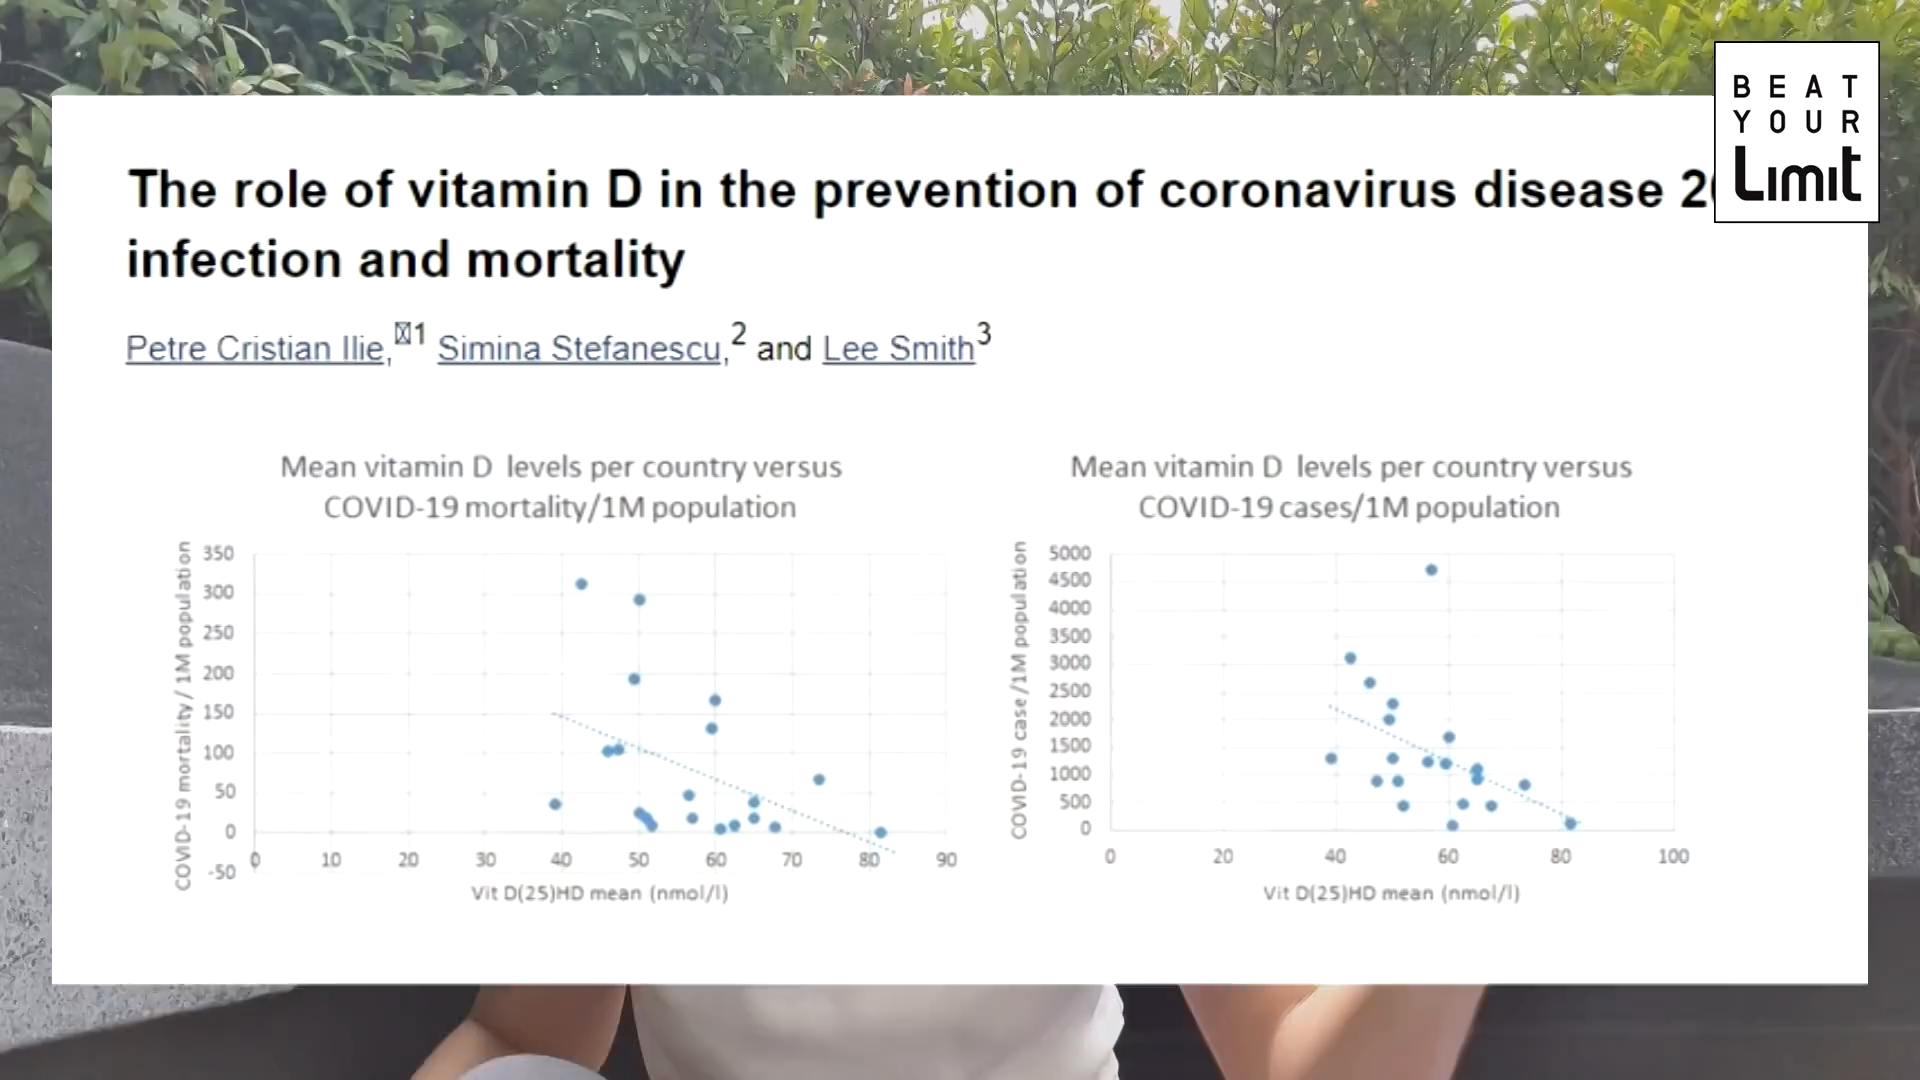 BEAT
YOUR
Limit
The role of vitamin D in the prevention of coronavirus disease
infection and mortality
Petre Cristian Ilie,1 Simina Stefanescu,2 and Lee Smith3
Mean vitamin D levels per country versus
COVID-19 mortality/1M population
COVID-19 mortality / 1M population
350
300
250
200
150
100
50
0
-50
0 10 20 30 40 50 60 70 80 90
Vit D(25)HD mean (nmol/l)
Mean vitamin D levels per country versus
COVID-19 cases/1M population
COVID-19 case /1M population
5000
4500
4000
3500
3000
2500
2000
1500
1000
500
0
0 20 40 60 80 100
Vit D(25)HD mean (nmol/l)